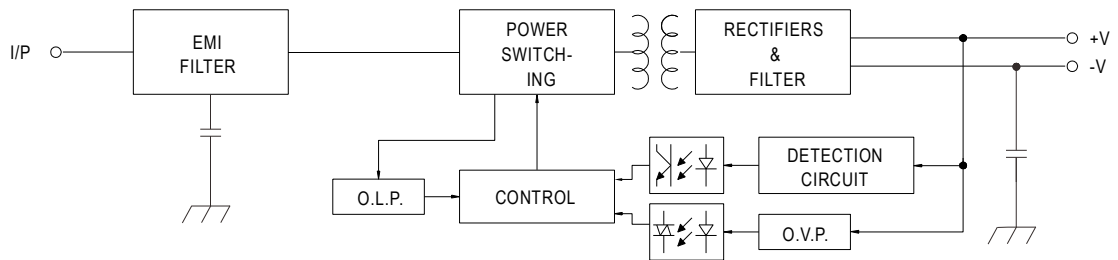 I/P
EMI
FILTER
POWER
SWITCH-
ING
RECTIFIERS
&
FILTER
+V
-V
O.L.P.
CONTROL
DETECTION
CIRCUIT
O.V.P.